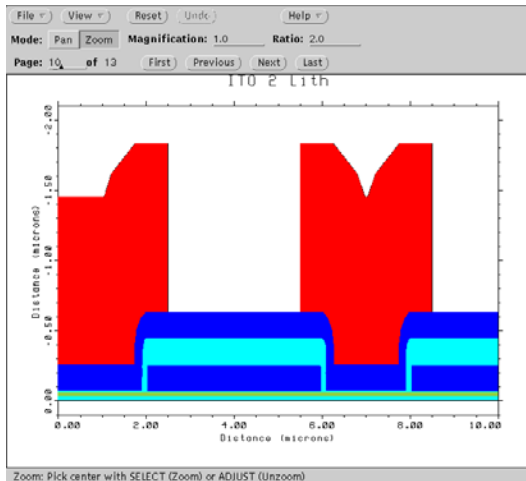 File View Reset Undo Help
Mode: Pan Zoom Magnification: 1.0 Ratio: 2.0
Page: 10 of 13 First Previous Next Last
ITO 2 Lith
-2.00
-1.50
-1.00
-0.50
0.00
Distance (microns)
0.00 2.00 4.00 6.00 8.00 10.00
Distance (microns)
Zoom: Pick center with SELECT (Zoom) or ADJUST (Unzoom)